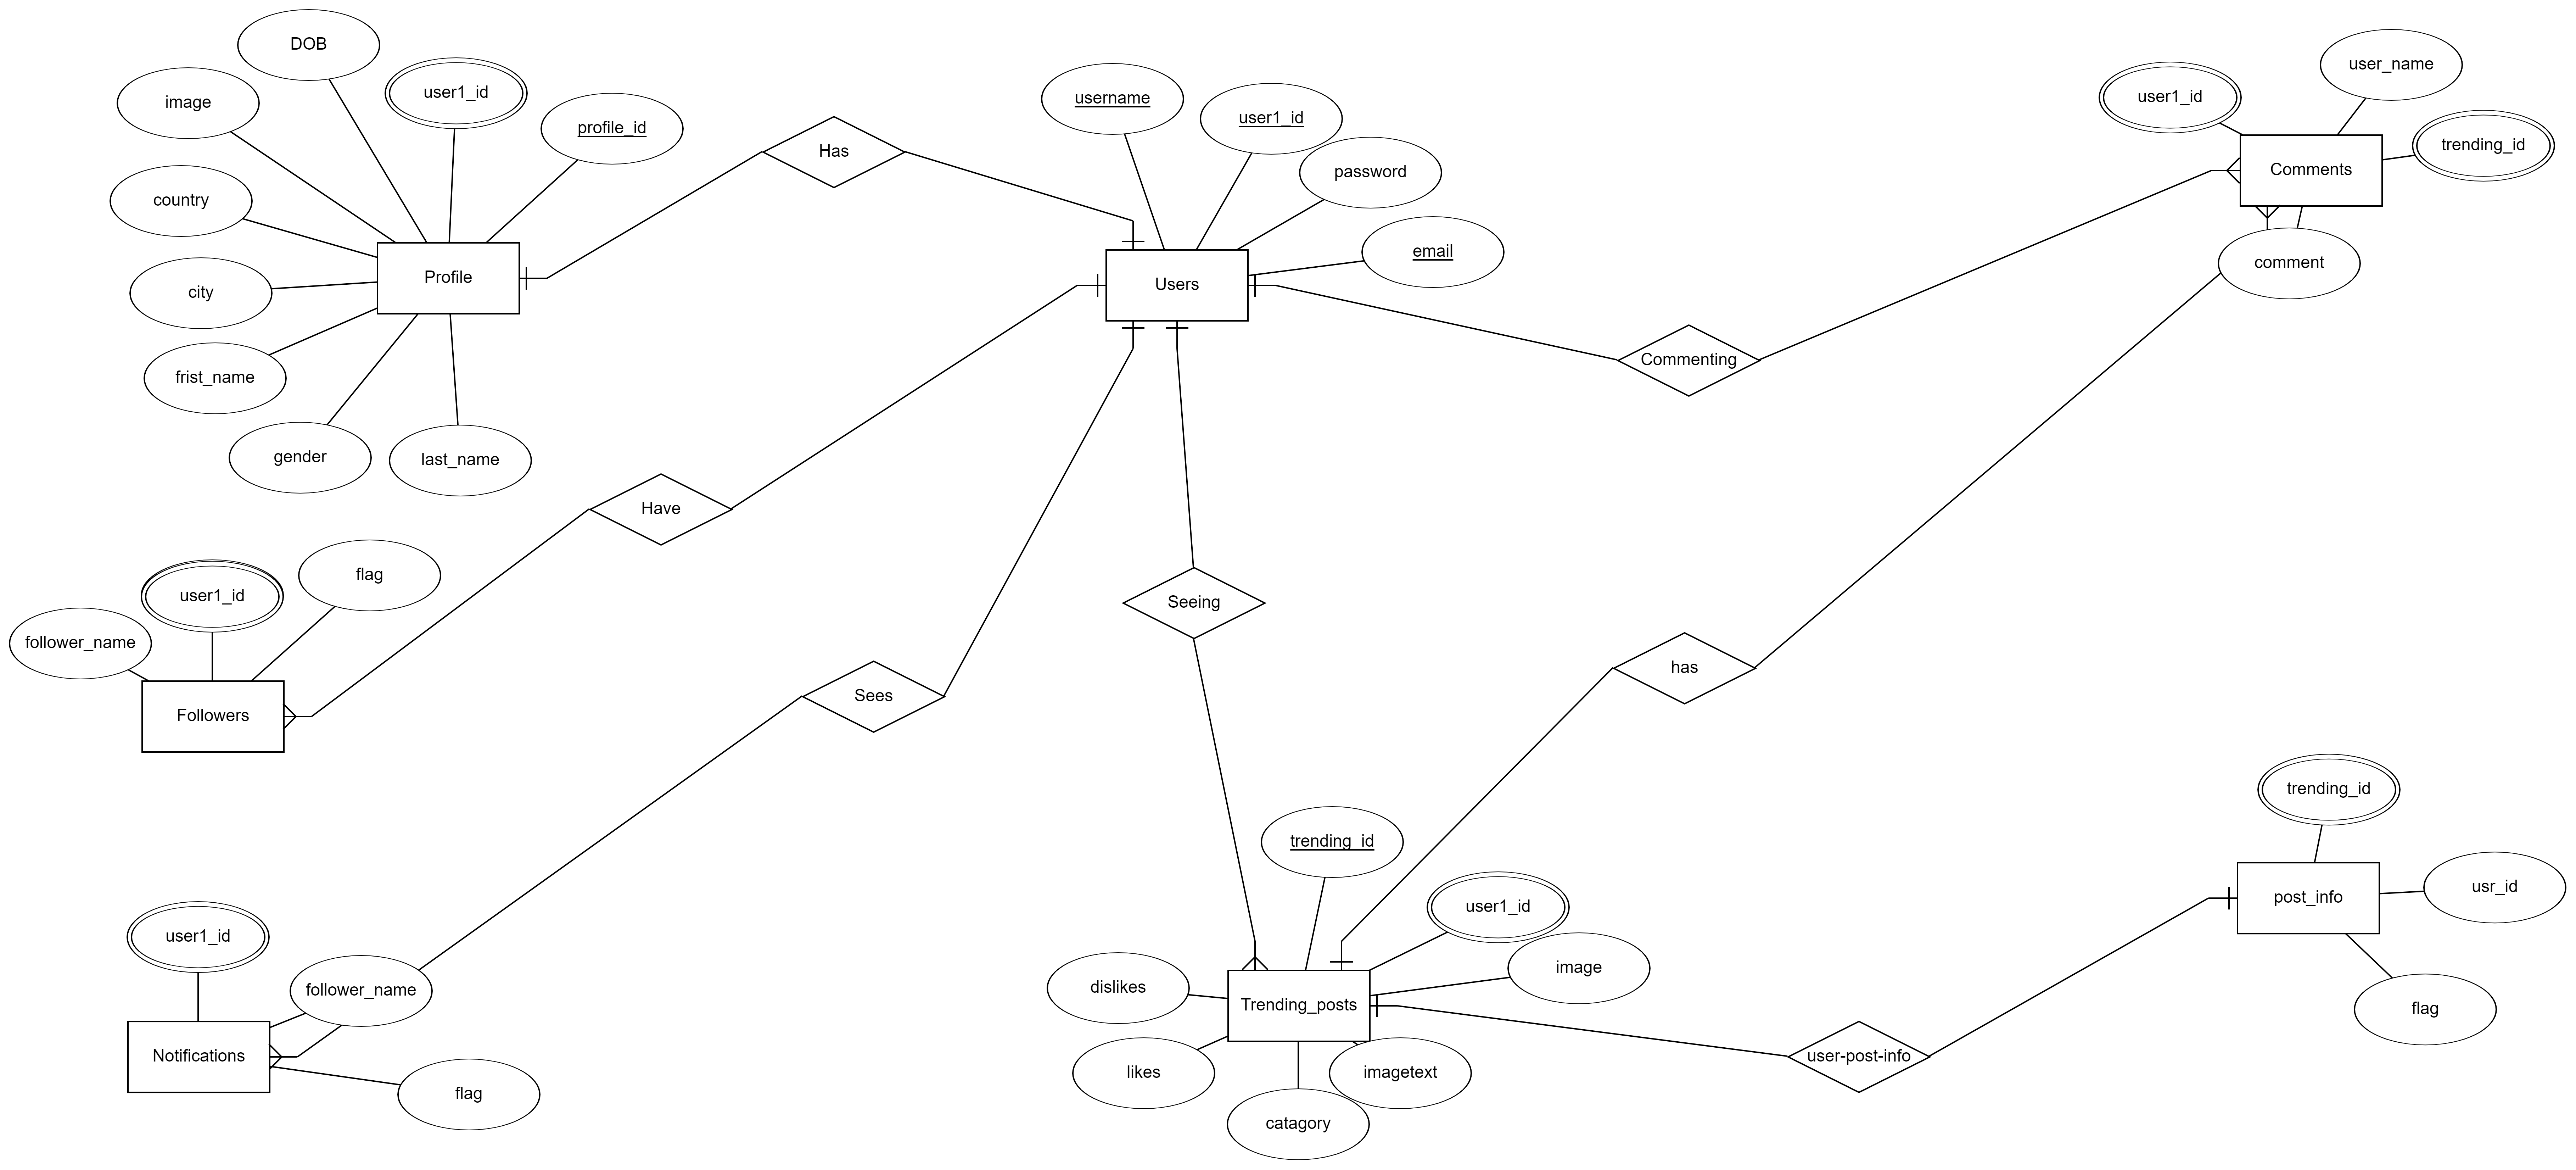 DOB
image
user1_id
profile_id
country
city
frist_name
gender
last_name
Profile
Has
username
user1_id
password
email
Users
user1_id
user_name
trending_id
Comments
comment
Commenting
Have
follower_name
user1_id
flag
Followers
Seeing
Sees
has
user1_id
follower_name
Notifications
flag
trending_id
user1_id
image
dislikes
Trending_posts
likes
imagetext
catagory
user-post-info
trending_id
usr_id
post_info
flag